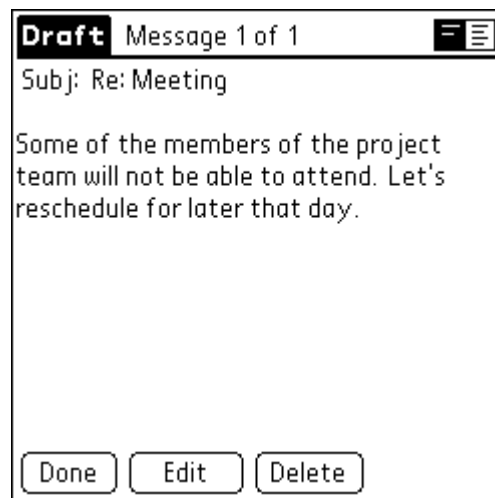 Draft Message 1 of 1
Subj: Re: Meeting
Some of the members of the project
team will not be able to attend. Let's
reschedule for later that day.
Done Edit Delete